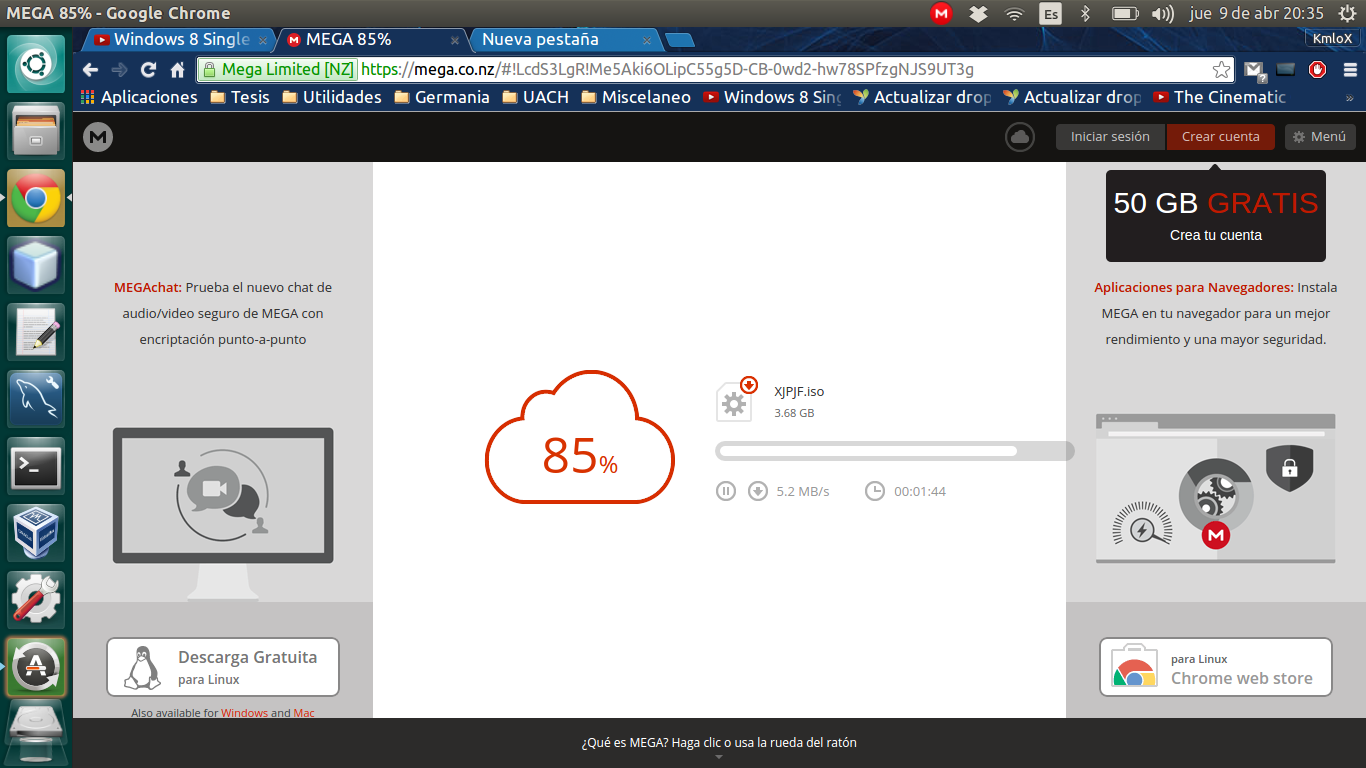 MEGA 85% - Google Chrome
Es
jue 9 de abr 20:35
Windows 8 Single
MEGA 85%
Nueva pestaña
KmloX
Mega Limited [NZ]
https://mega.co.nz/#!LcdS3LgR!Me5Aki6OLipC55g5D-CB-0wd2-hw78SPfzgNJS9UT3g
Aplicaciones
Tesis
Utilidades
Germania
UACH
Miscelaneo
Windows 8 Sing
Actualizar drop
Actualizar drop
The Cinematic
»
M
Iniciar sesión
Crear cuenta
Menú
50 GB GRATIS
Crea tu cuenta
MEGAchat: Prueba el nuevo chat de
audio/video seguro de MEGA con
encriptación punto-a-punto
Aplicaciones para Navegadores: Instala
MEGA en tu navegador para un mejor
rendimiento y una mayor seguridad.
85%
XJPJF.iso
3.68 GB
5.2 MB/s
00:01:44
M
Descarga Gratuita
para Linux
Also available for Windows and Mac
para Linux
Chrome web store
¿Qué es MEGA? Haga clic o usa la rueda del ratón